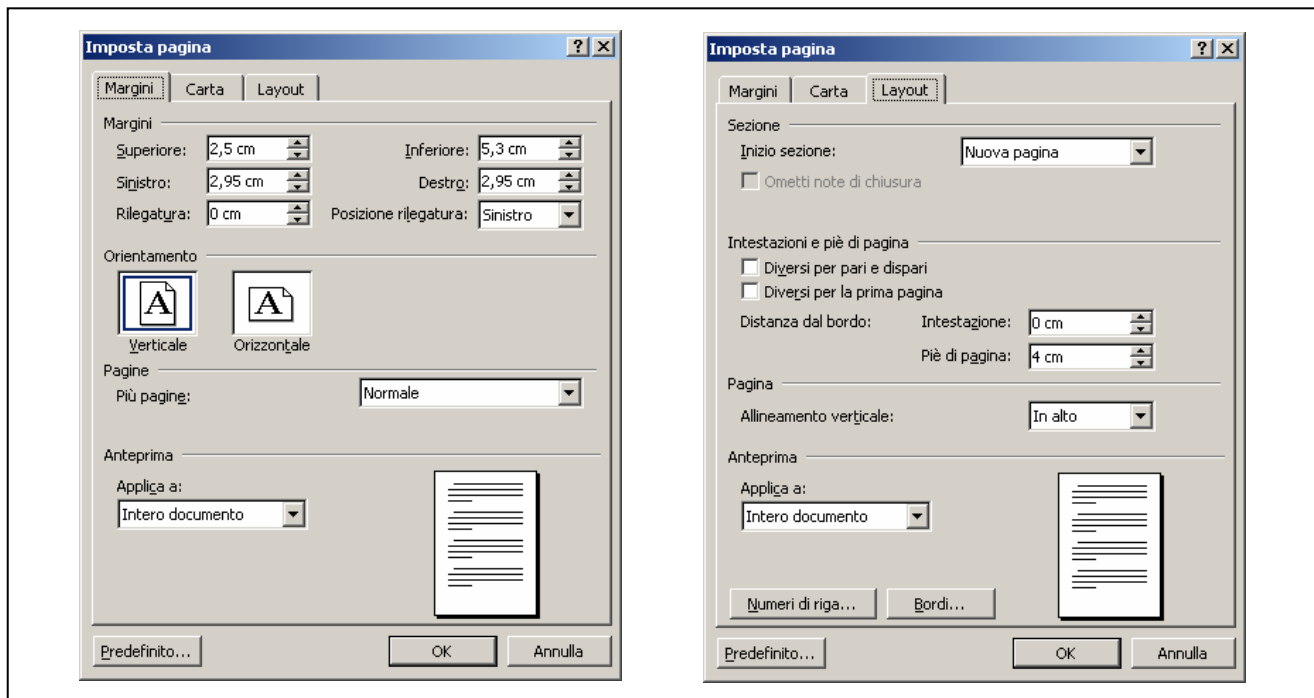 Imposta pagina
Margini Carta Layout
Margini
Superiore: 2,5 cm Inferiore: 5,3 cm
Sinistro: 2,95 cm Destro: 2,95 cm
Rilegatura: 0 cm Posizione rilegatura: Sinistro
Orientamento
A A
Verticale Orizzontale
Pagine
Più pagine: Normale
Anteprima
Applica a:
Intero documento
Predefinito... OK Annulla
Imposta pagina
Margini Carta Layout
Sezione
Inizio sezione: Nuova pagina
Ometti note di chiusura
Intestazioni e piè di pagina
Diversi per pari e dispari
Diversi per la prima pagina
Distanza dal bordo: Intestazione: 0 cm
Piè di pagina: 4 cm
Pagina
Allineamento verticale: In alto
Anteprima
Applica a:
Intero documento
Numeri di riga... Bordi...
Predefinito... OK Annulla